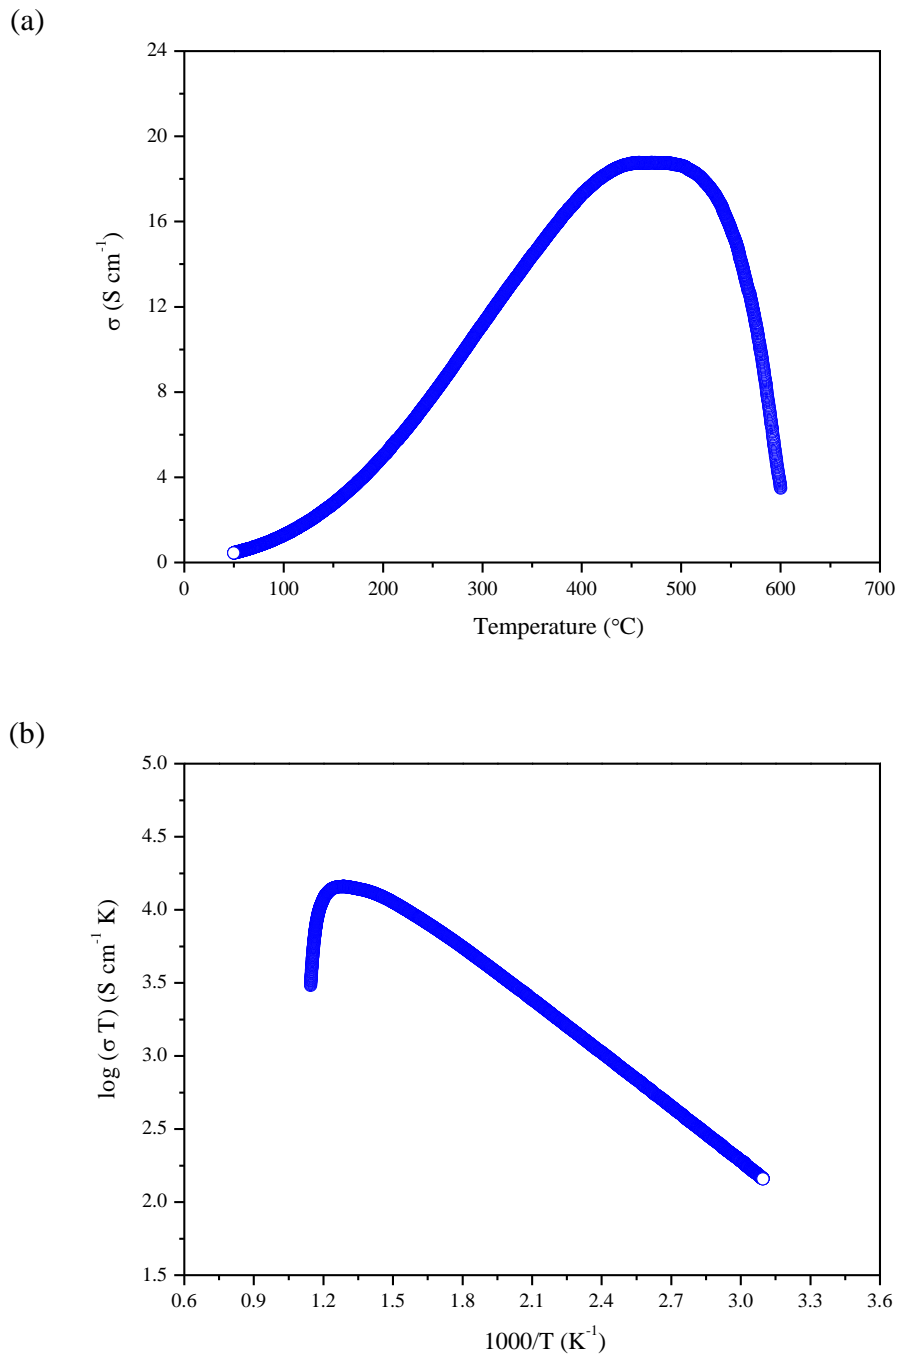 (a)
24
20
16
12
8
4
0
σ (S cm⁻¹)
0 100 200 300 400 500 600 700
Temperature (°C)
(b)
5.0
4.5
4.0
3.5
3.0
2.5
2.0
1.5
log (σ T) (S cm⁻¹ K)
0.6 0.9 1.2 1.5 1.8 2.1 2.4 2.7 3.0 3.3 3.6
1000/T (K⁻¹)